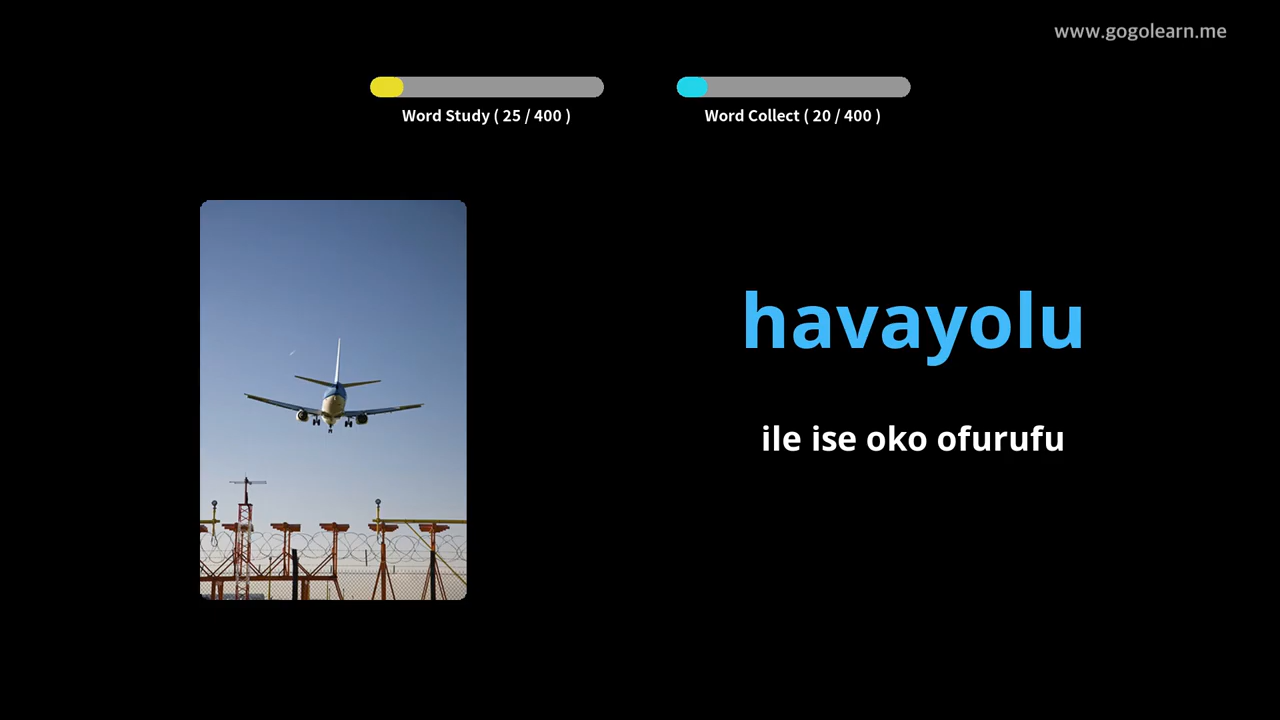 www.gogolearn.me
Word Study ( 25 / 400 )
Word Collect ( 20 / 400 )
havayolu
ile ise oko ofurufu